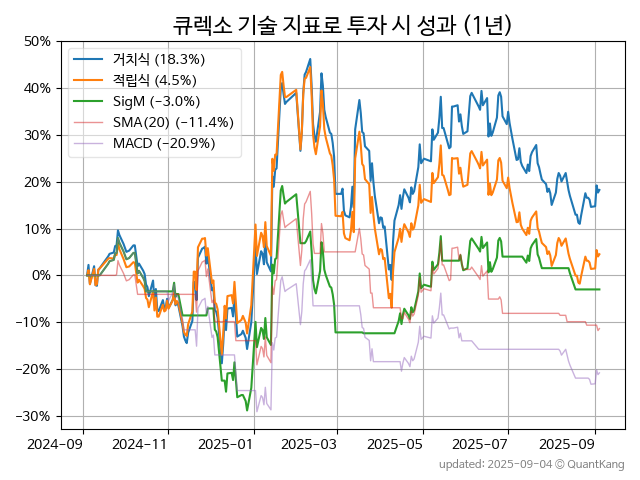 큐렉소 기술 지표로 투자 시 성과 (1년)
50%
40%
30%
20%
10%
0%
−10%
−20%
−30%
거치식 (18.3%)
적립식 (4.5%)
SigM (−3.0%)
SMA(20) (−11.4%)
MACD (−20.9%)
2024-09 2024-11 2025-01 2025-03 2025-05 2025-07 2025-09
updated: 2025-09-04 © QuantKang